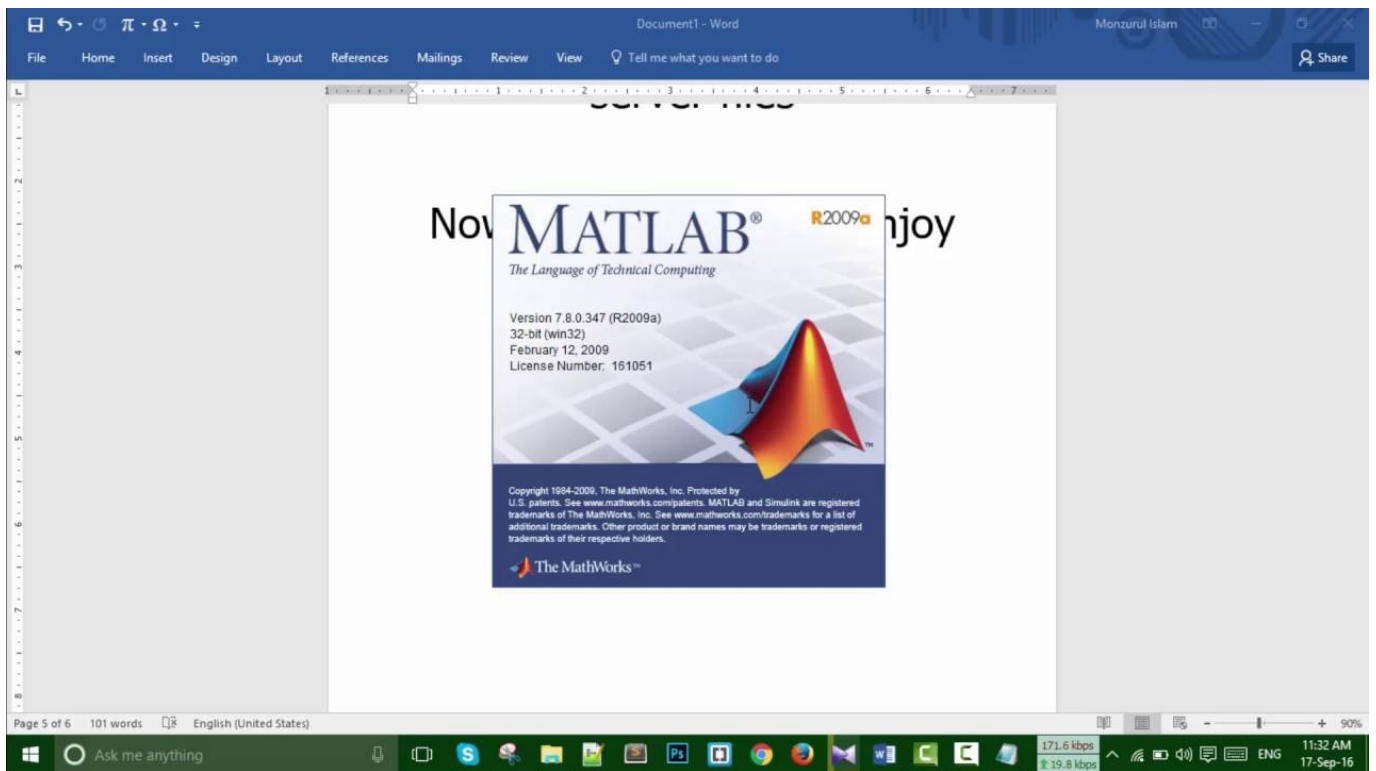 Document1 - Word
Monzurul Islam
File Home Insert Design Layout References Mailings Review View Tell me what you want to do Share
server files
Now
njoy
MATLAB®
R2009a
The Language of Technical Computing
Version 7.8.0.347 (R2009a)
32-bit (win32)
February 12, 2009
License Number: 161051
Copyright 1984-2009, The MathWorks, Inc. Protected by
U.S. patents. See www.mathworks.com/patents. MATLAB and Simulink are registered
trademarks of The MathWorks, Inc. See www.mathworks.com/trademarks for a list of
additional trademarks. Other product or brand names may be trademarks or registered
trademarks of their respective holders.
The MathWorks™
Page 5 of 6 101 words English (United States) 90%
Ask me anything
171.6 kbps
19.8 kbps
ENG
11:32 AM
17-Sep-16